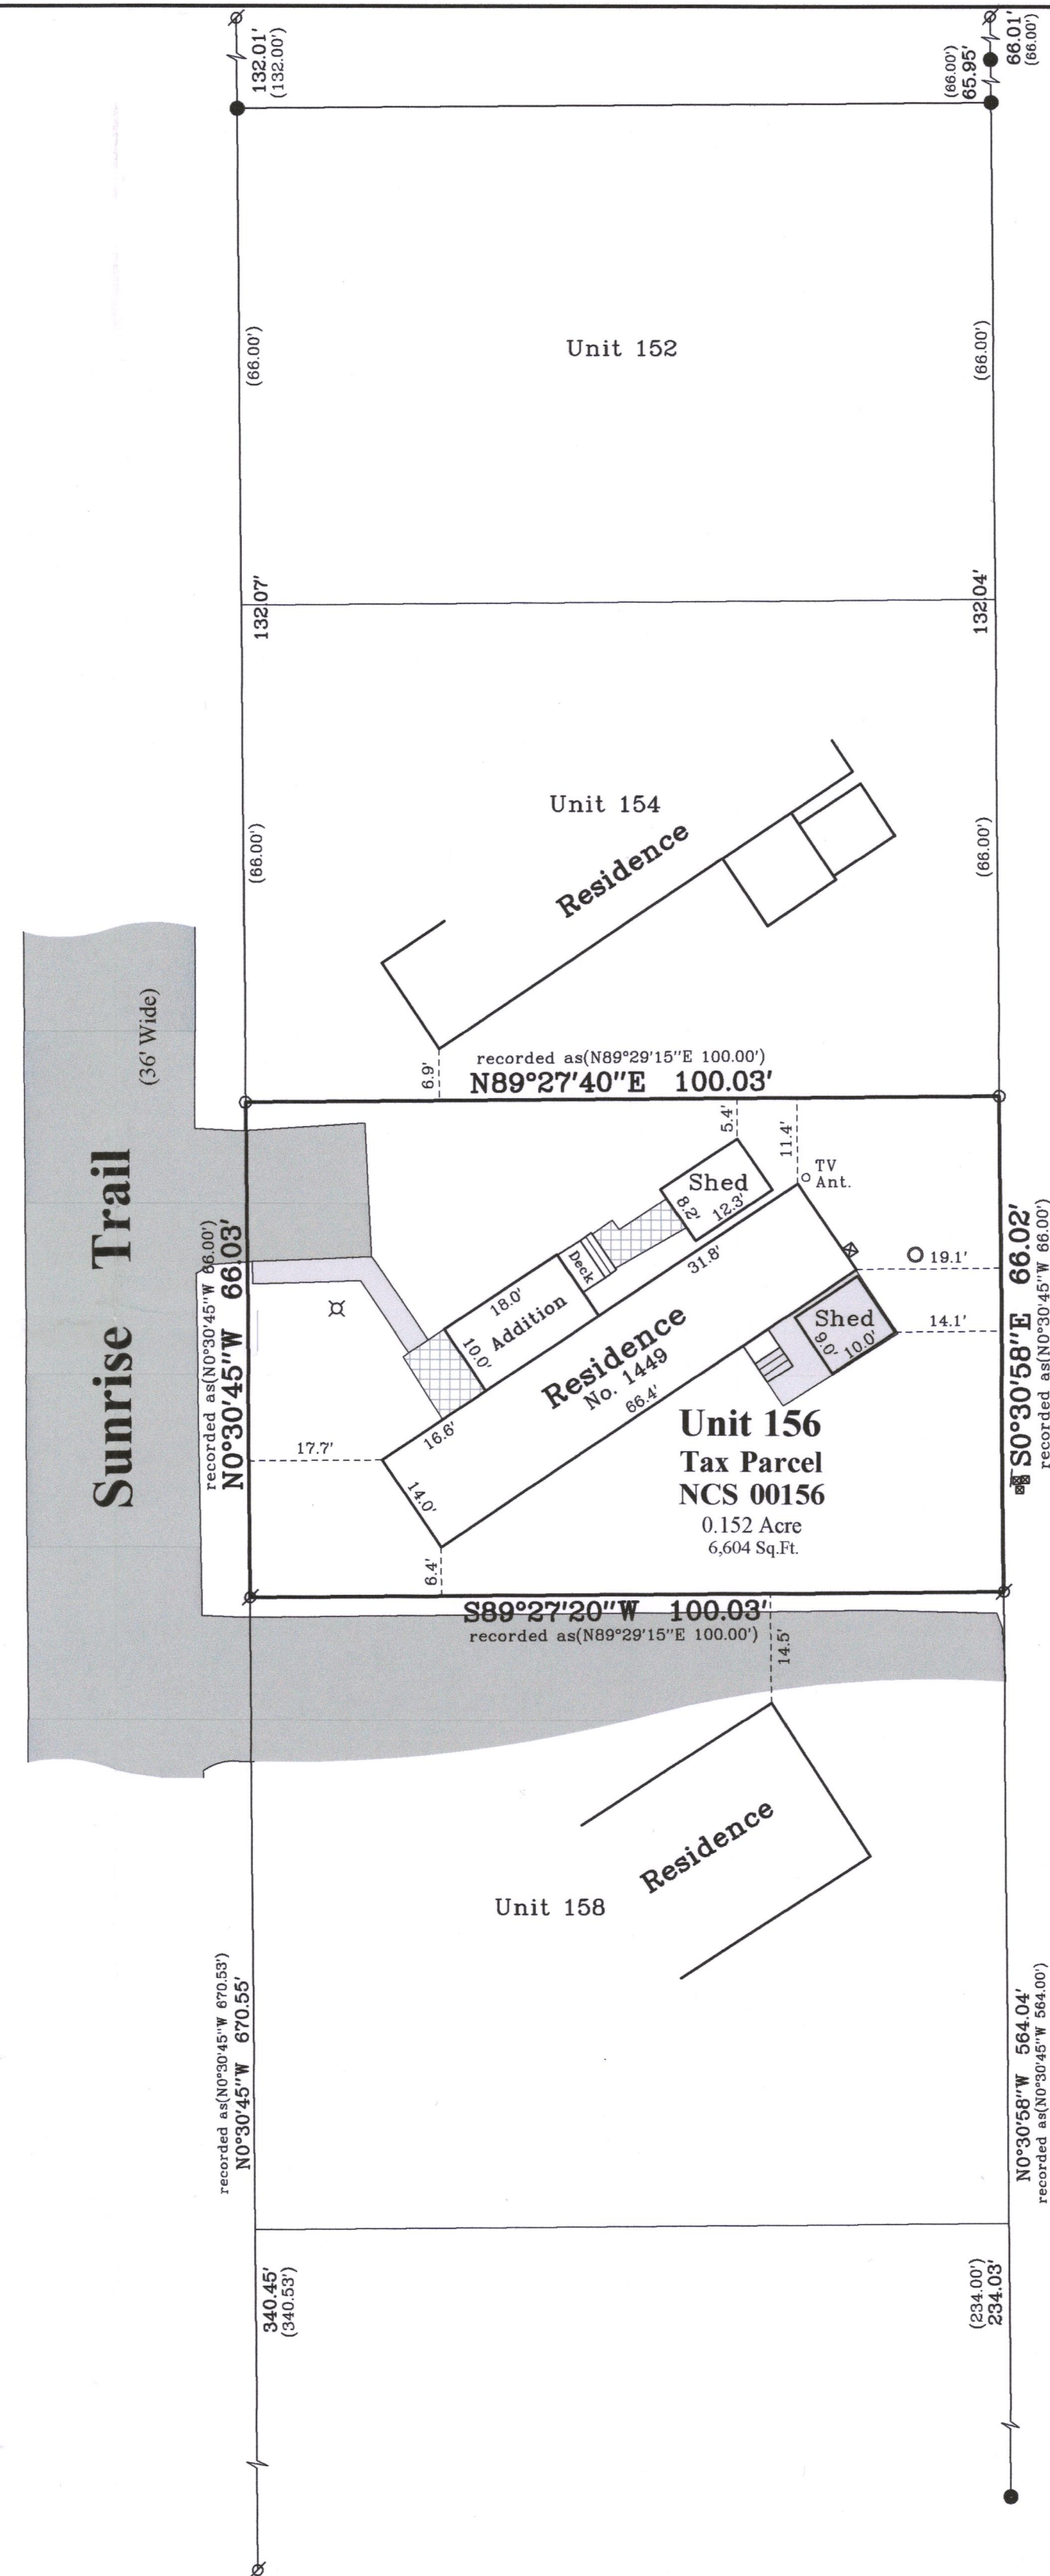 132.01'
(132.00')
(66.00')
65.95'
66.01'
(66.00')
(66.00')
Unit 152
(66.00')
132.07'
132.04'
Unit 154
Residence
(66.00')
(66.00')
(36' Wide)
Sunrise Trail
6.9'
recorded as(N89°29'15"E 100.00')
N89°27'40"E 100.03'
5.4'
11.4'
TV
Ant.
Shed
8.2'
12.3'
recorded as(N0°30'45"W 66.00')
N0°30'45"W 66.03'
Deck
18.0'
Addition
10.0'
31.8'
19.1'
14.1'
Shed
9.0'
10.0'
Residence
No. 1449
66.4'
16.6'
17.7'
14.0'
6.4'
Unit 156
Tax Parcel
NCS 00156
0.152 Acre
6,604 Sq.Ft.
S0°30'58"E 66.02'
recorded as(N0°30'45"W 66.00')
S89°27'20"W 100.03'
recorded as(N89°29'15"E 100.00')
14.5'
Residence
Unit 158
recorded as(N0°30'45"W 670.53')
N0°30'45"W 670.55'
N0°30'58"W 564.04'
recorded as(N0°30'45"W 564.00')
340.45'
(340.53')
(234.00')
234.03'